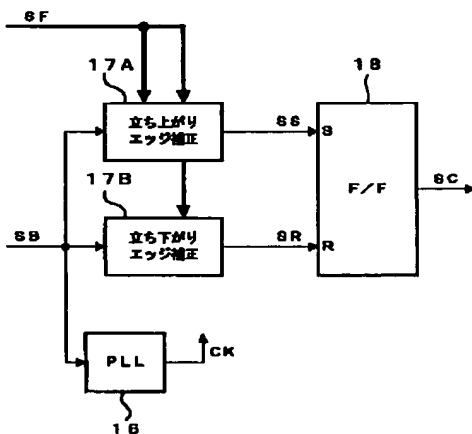 SF
17A
18
立ち上がり
エッジ補正
SS
S
17B
F/F
SC
立ち下がり
エッジ補正
SB
SR
R
PLL
CK
16